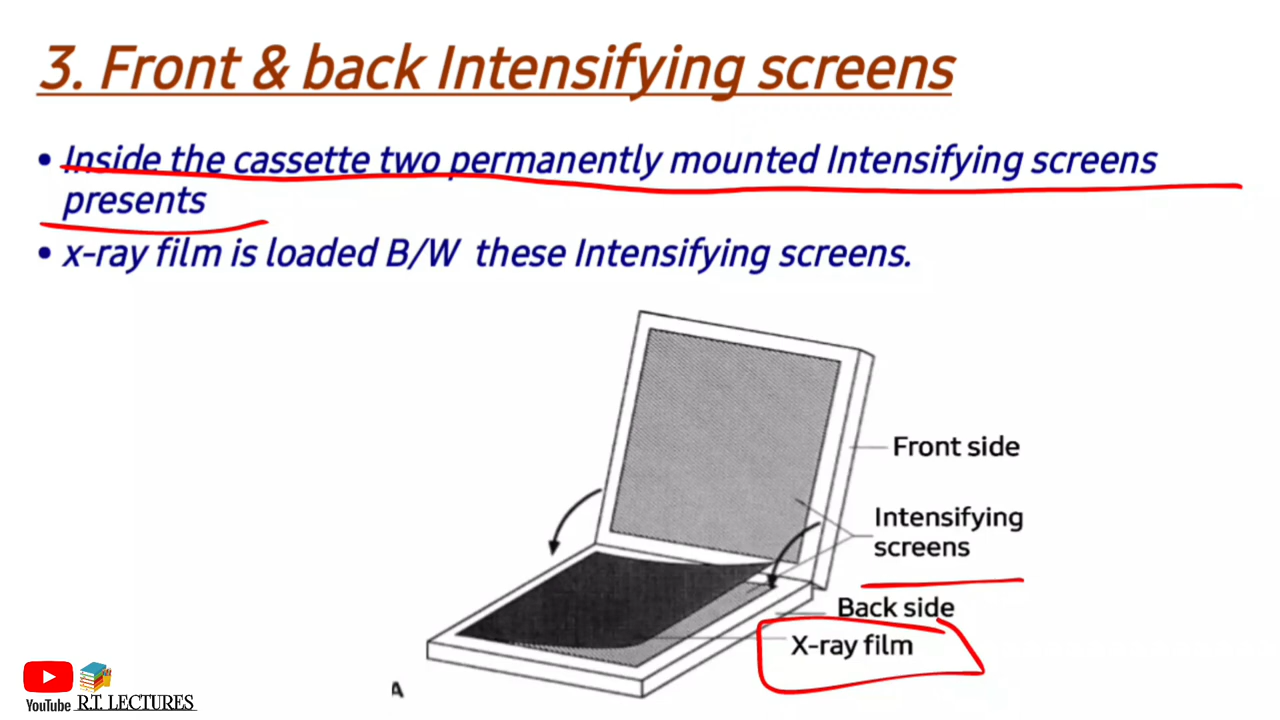 3. Front & back Intensifying screens
• Inside the cassette two permanently mounted Intensifying screens
presents
• x-ray film is loaded B/W these Intensifying screens.
Front side
Intensifying
screens
Back side
X-ray film
A
YouTube R.T. LECTURES